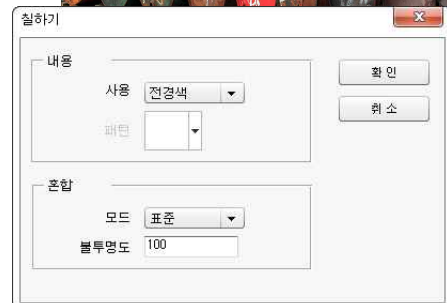 칠하기
내용
확 인
사용 전경색
취 소
패턴
혼합
모드 표준
불투명도 100